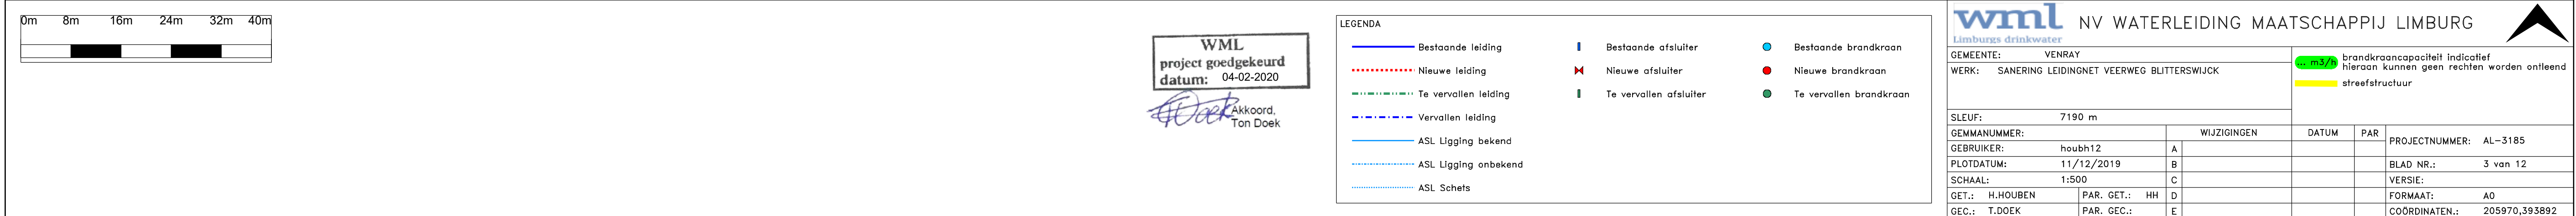 0m 8m 16m 24m 32m 40m
WML
project goedgekeurd
datum: 04-02-2020
Akkoord,
Ton Doek
LEGENDA
Bestaande leiding
Nieuwe leiding
Te vervallen leiding
Vervallen leiding
ASL Ligging bekend
ASL Ligging onbekend
ASL Schets
Bestaande afsluiter
Nieuwe afsluiter
Te vervallen afsluiter
Bestaande brandkraan
Nieuwe brandkraan
Te vervallen brandkraan
wml
Limburgs drinkwater
NV WATERLEIDING MAATSCHAPPIJ LIMBURG
GEMEENTE: VENRAY
WERK: SANERING LEIDINGNET VEERWEG BLITTERSWIJCK
... m3/h brandkraancapaciteit indicatief
hieraan kunnen geen rechten worden ontleend
streefstructuur
SLEUF: 7190 m
GEMMANUMMER: WIJZIGINGEN DATUM PAR
PROJECTNUMMER: AL-3185
GEBRUIKER: houbh12 A
PLOTDATUM: 11/12/2019 B BLAD NR.: 3 van 12
SCHAAL: 1:500 C VERSIE:
GET.: H.HOUBEN PAR. GET.: HH D FORMAAT: A0
GEC.: T.DOEK PAR. GEC.: E COÖRDINATEN.: 205970,393892